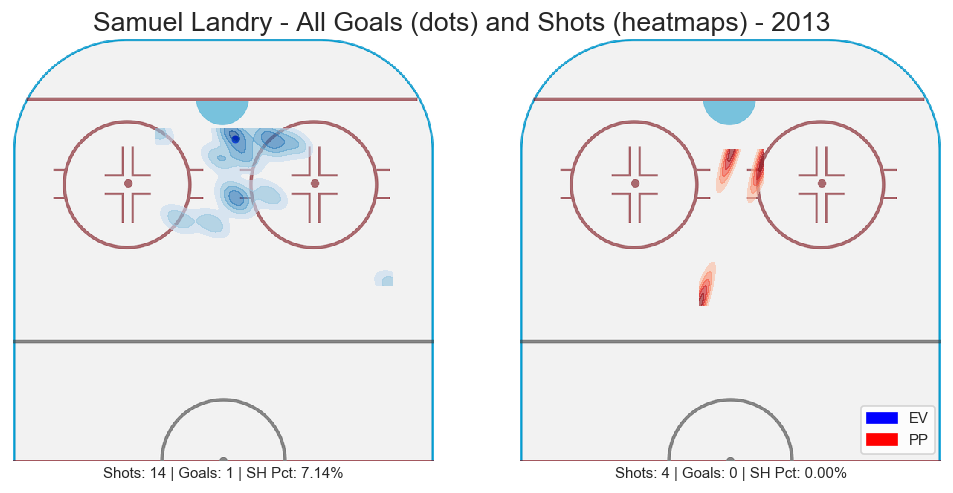 Samuel Landry - All Goals (dots) and Shots (heatmaps) - 2013
EV
PP
Shots: 14 | Goals: 1 | SH Pct: 7.14%
Shots: 4 | Goals: 0 | SH Pct: 0.00%